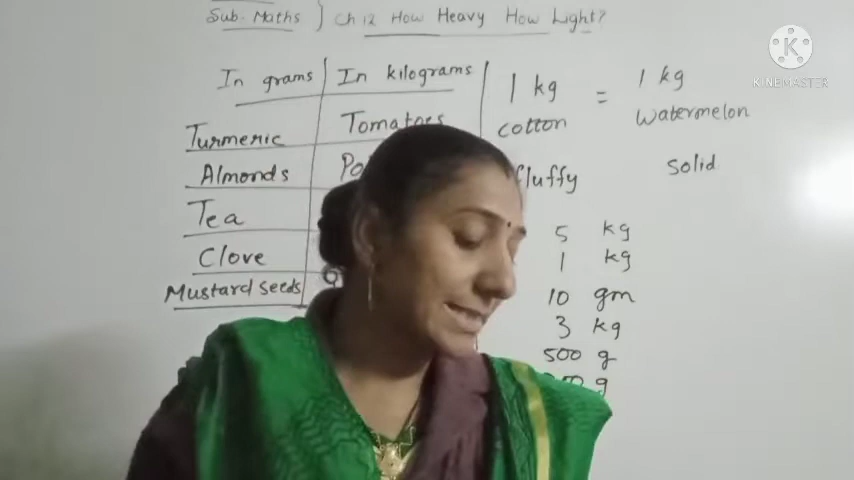 Sub- Maths ) Ch 12 How Heavy How Light?
In grams In kilograms
Turmeric Tomatoes
Almonds
Tea
Clove
Mustard seeds
1 kg = 1 kg
cotton watermelon
fluffy solid
5 kg
1 kg
10 gm
3 kg
500 g
g
K
KINEMASTER